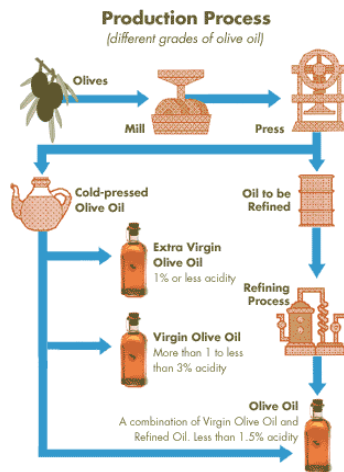 Production Process
(different grades of olive oil)
Olives
Mill
Press
Cold-pressed
Olive Oil
Oil to be
Refined
Extra Virgin
Olive Oil
1% or less acidity
Refining
Process
Virgin Olive Oil
More than 1 to less
than 3% acidity
Olive Oil
A combination of Virgin Olive Oil and
Refined Oil. Less than 1.5% acidity